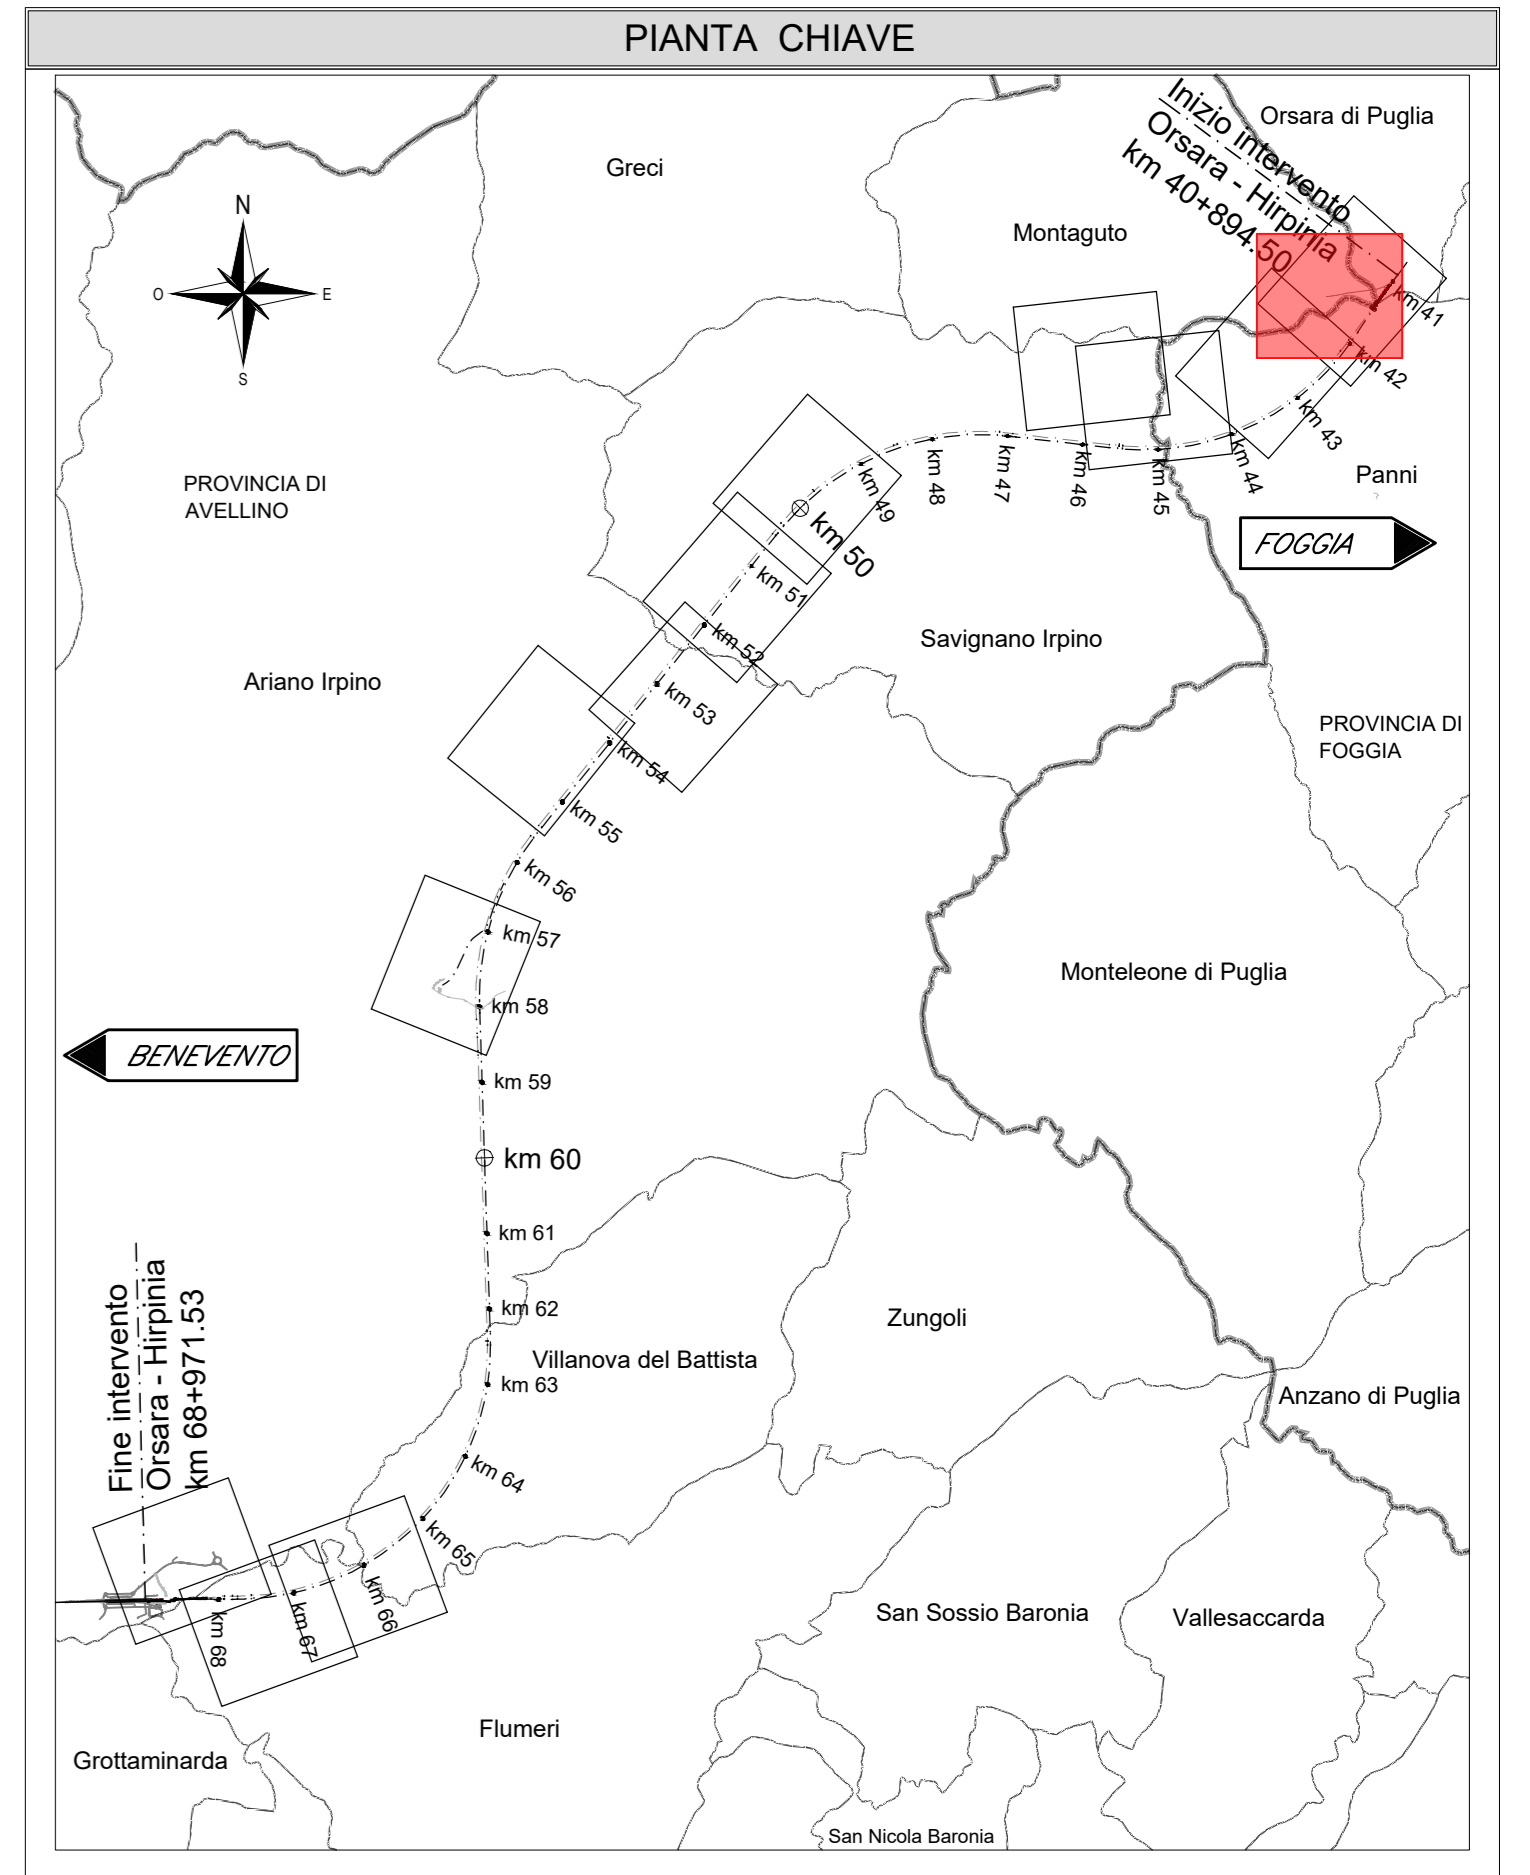 PIANTA CHIAVE
Inizio intervento
Orsara - Hirpinia
km 40+894.50
Orsara di Puglia
Greci
Montaguto
N
O
E
S
km 41
km 42
km 43
km 44
km 45
km 46
km 47
km 48
km 49
km 50
Panni
FOGGIA
PROVINCIA DI
AVELLINO
km 51
km 52
km 53
km 54
km 55
km 56
km 57
km 58
km 59
km 60
km 61
km 62
km 63
km 64
km 65
km 66
km 67
km 68
Savignano Irpino
Ariano Irpino
PROVINCIA DI
FOGGIA
Monteleone di Puglia
BENEVENTO
Fine intervento
Orsara - Hirpinia
km 68+971.53
Zungoli
Villanova del Battista
Anzano di Puglia
San Sossio Baronia
Vallesaccarda
Flumeri
Grottaminarda
San Nicola Baronia